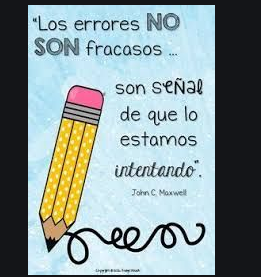 "Los errores NO
SON fracasos ...
son señal
de que lo
estamos
intentando".
John C. Maxwell